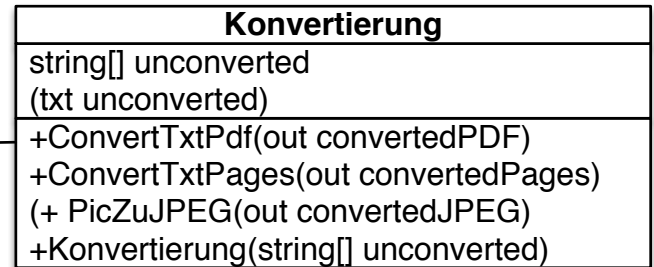 Konvertierung
string[] unconverted
(txt unconverted)
+ConvertTxtPdf(out convertedPDF)
+ConvertTxtPages(out convertedPages)
(+ PicZuJPEG(out convertedJPEG)
+Konvertierung(string[] unconverted)